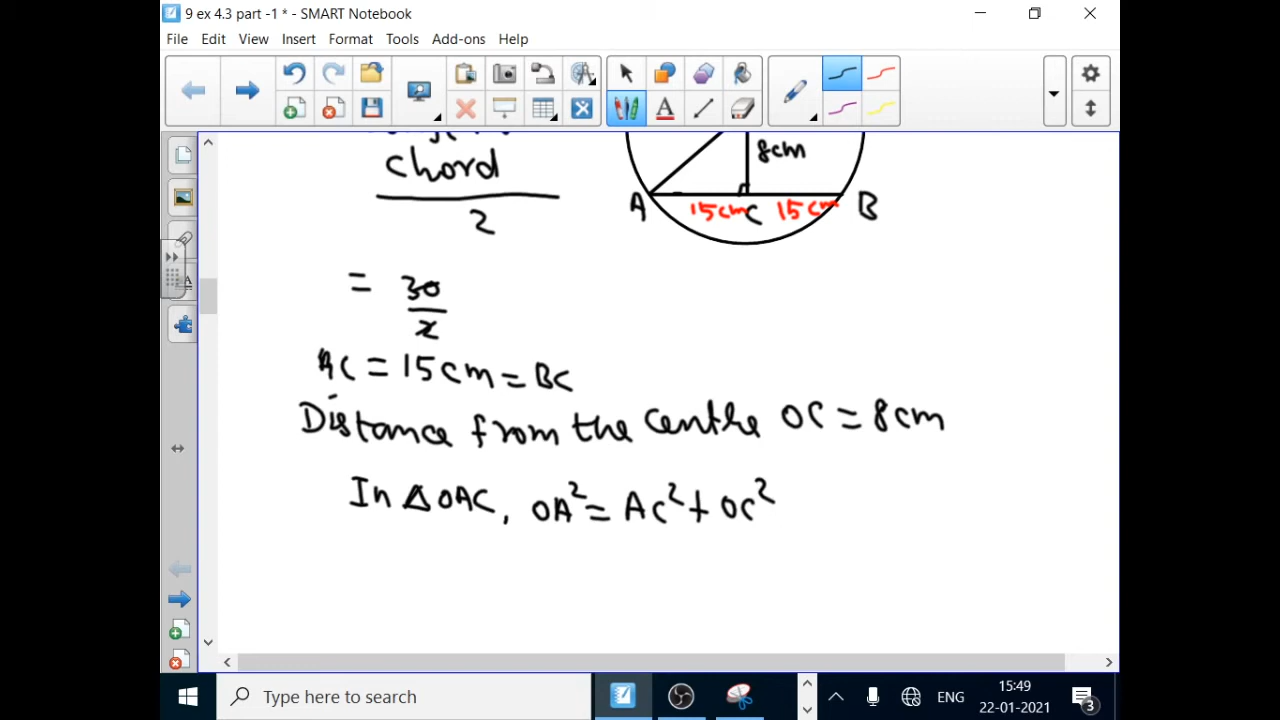 9 ex 4.3 part -1 * - SMART Notebook
File Edit View Insert Format Tools Add-ons Help
chord
2
8cm
A 15cm C 15cm B
= 30
2
AC = 15cm = BC
Distance from the centre OC = 8cm
In △OAC, OA² = AC² + OC²
Type here to search
ENG
15:49
22-01-2021
3